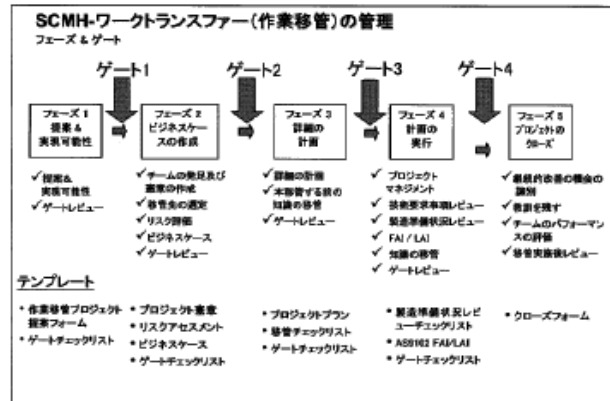 SCMH-ワークトランスファー(作業移管)の管理
フェーズ & ゲート
ゲート1
ゲート2
ゲート3
ゲート4
フェーズ 1
提案 &
実現可能性
フェーズ 2
ビジネスケー
スの作成
フェーズ 3
詳細の
計画
フェーズ 4
計画の
実行
フェーズ 5
プロジェクトの
クローズ
✓提案&
実現可能性
✓ゲートレビュー
✓チームの発足及び
憲章の作成
✓移管先の選定
✓リスク評価
✓ビジネスケース
✓ゲートレビュー
✓詳細の計画
✓本移管する前の
知識の移管
✓ゲートレビュー
✓プロジェクト
マネジメント
✓技術要求事項レビュー
✓製造準備状況レビュー
✓FAI / LAI
✓知識の移管
✓ゲートレビュー
✓継続的改善の機会の
識別
✓教訓を残す
✓チームのパフォーマン
スの評価
✓移管実施後レビュー
テンプレート
• 作業移管プロジェクト
提案フォーム
• ゲートチェックリスト
• プロジェクト憲章
• リスクアセスメント
• ビジネスケース
• ゲートチェックリスト
• プロジェクトプラン
• 移管チェックリスト
• ゲートチェックリスト
• 製造準備状況レビ
ューチェックリスト
• AS9102 FAI/LAI
• ゲートチェックリスト
• クローズフォーム